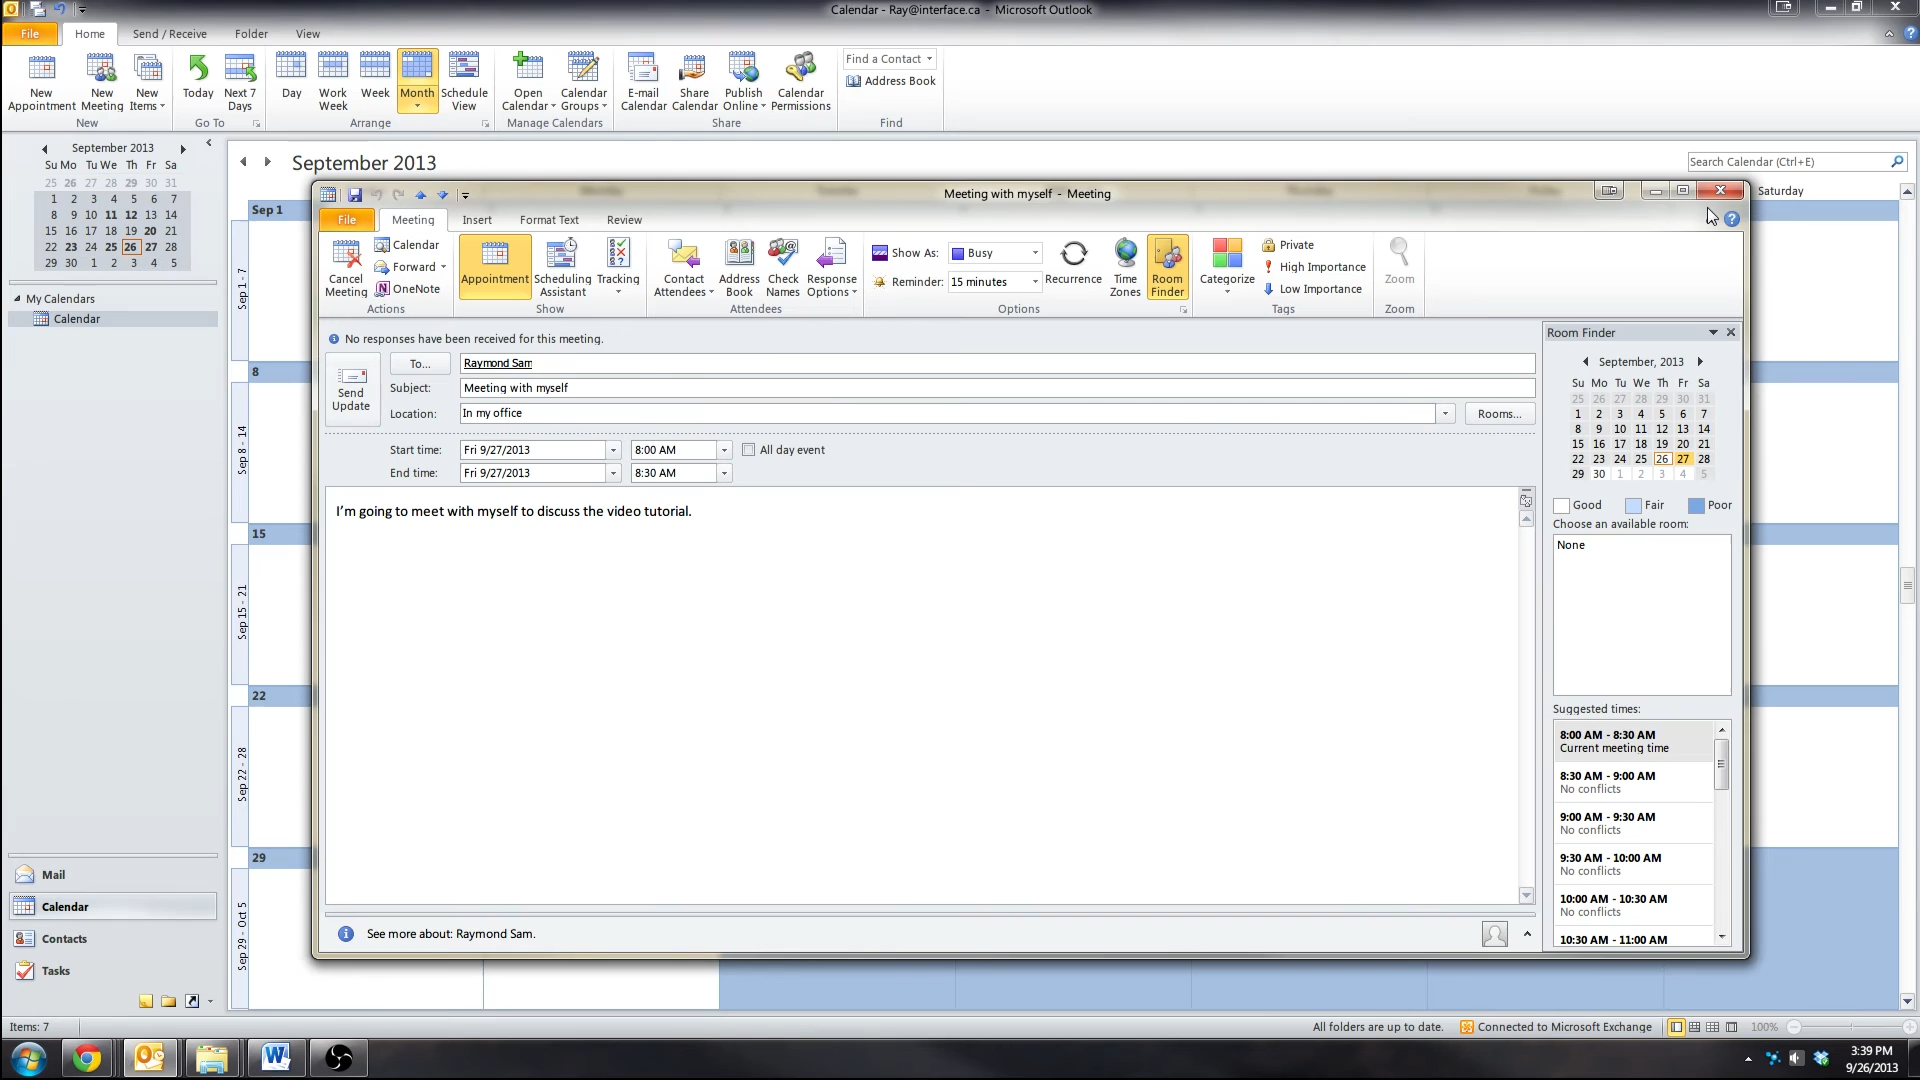 Calendar - Ray@interface.ca - Microsoft Outlook
File Home Send / Receive Folder View
New Appointment
New Meeting
New Items
Today
Next 7 Days
Day
Work Week
Week
Month
Schedule View
Open Calendar
Calendar Groups
E-mail Calendar
Share Calendar
Publish Online
Calendar Permissions
Find a Contact
Address Book
New Go To Arrange Manage Calendars Share Find
September 2013
Su Mo Tu We Th Fr Sa
25 26 27 28 29 30 31
1 2 3 4 5 6 7
8 9 10 11 12 13 14
15 16 17 18 19 20 21
22 23 24 25 26 27 28
29 30 1 2 3 4 5
My Calendars
Calendar
Mail
Calendar
Contacts
Tasks
September 2013
Search Calendar (Ctrl+E)
Saturday
Sep 1
8
15
22
29
Sep 1 - 7
Sep 8 - 14
Sep 15 - 21
Sep 22 - 28
Sep 29 - Oct 5
Meeting with myself - Meeting
File Meeting Insert Format Text Review
Cancel Meeting
Calendar
Forward
OneNote
Appointment
Scheduling Assistant
Tracking
Contact Attendees
Address Book
Check Names
Response Options
Show As: Busy
Reminder: 15 minutes
Recurrence
Time Zones
Room Finder
Categorize
Private
High Importance
Low Importance
Zoom
Actions Show Attendees Options Tags Zoom
No responses have been received for this meeting.
Send Update
To... Raymond Sam
Subject: Meeting with myself
Location: In my office Rooms...
Start time: Fri 9/27/2013 8:00 AM All day event
End time: Fri 9/27/2013 8:30 AM
I'm going to meet with myself to discuss the video tutorial.
See more about: Raymond Sam.
Room Finder
September, 2013
Su Mo Tu We Th Fr Sa
25 26 27 28 29 30 31
1 2 3 4 5 6 7
8 9 10 11 12 13 14
15 16 17 18 19 20 21
22 23 24 25 26 27 28
29 30 1 2 3 4 5
Good Fair Poor
Choose an available room:
None
Suggested times:
8:00 AM - 8:30 AM
Current meeting time
8:30 AM - 9:00 AM
No conflicts
9:00 AM - 9:30 AM
No conflicts
9:30 AM - 10:00 AM
No conflicts
10:00 AM - 10:30 AM
No conflicts
10:30 AM - 11:00 AM
Items: 7
All folders are up to date. Connected to Microsoft Exchange 100%
3:39 PM
9/26/2013